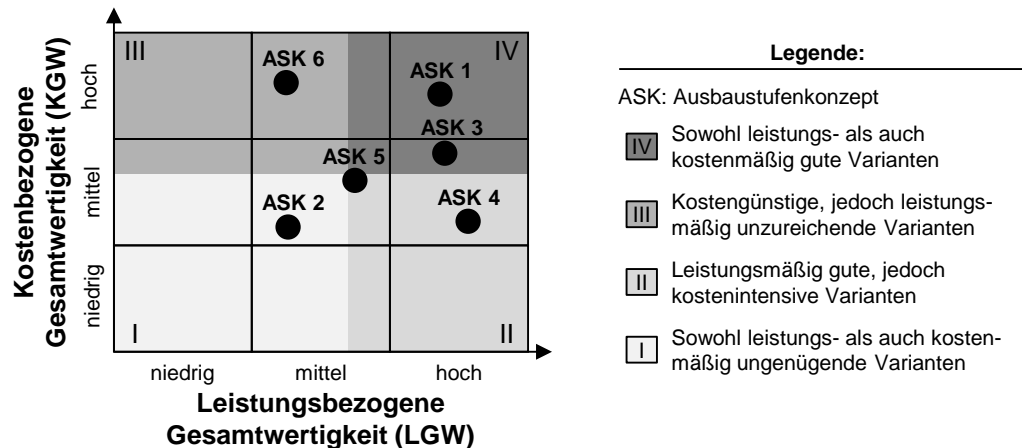 Kostenbezogene
Gesamtwertigkeit (KGW)
hoch
mittel
niedrig
III
IV
ASK 6
ASK 1
ASK 3
ASK 5
ASK 2
ASK 4
I
II
niedrig
mittel
hoch
Leistungsbezogene
Gesamtwertigkeit (LGW)
Legende:
ASK: Ausbaustufenkonzept
IV
Sowohl leistungs- als auch
kostenmäßig gute Varianten
III
Kostengünstige, jedoch leistungs-
mäßig unzureichende Varianten
II
Leistungsmäßig gute, jedoch
kostenintensive Varianten
I
Sowohl leistungs- als auch kosten-
mäßig ungenügende Varianten